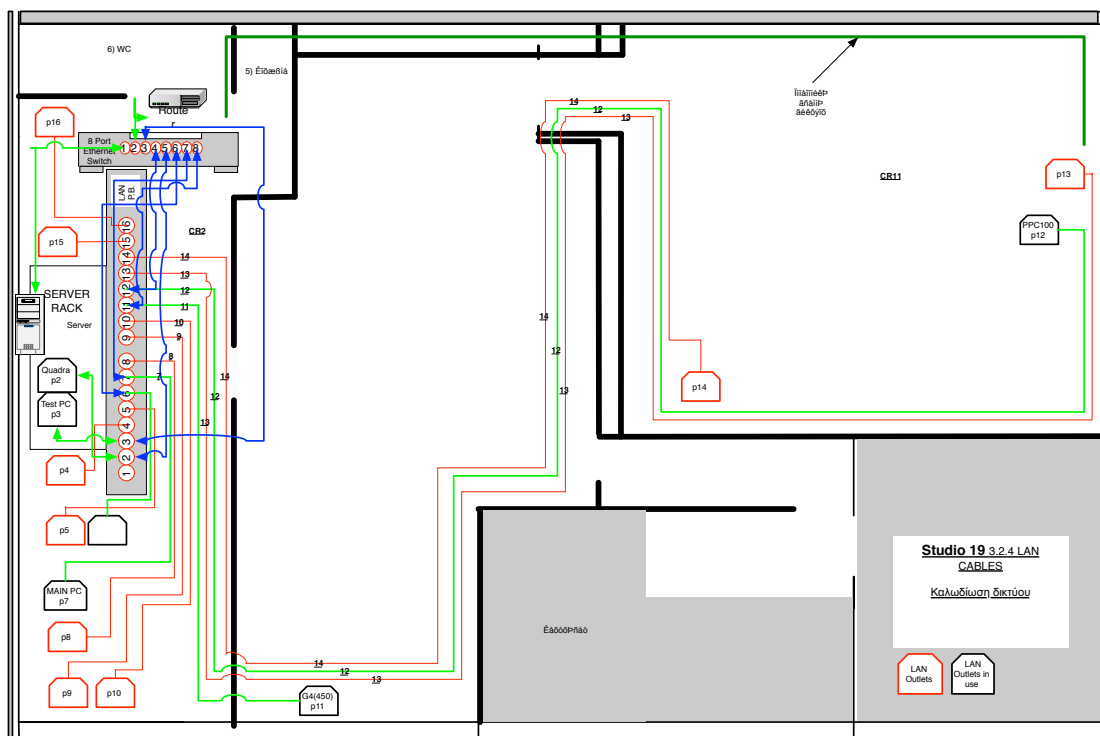 6) WC
5) Êïõæßíá
Router
p16
8 Port
Ethernet
Switch
1 2 3 4 5 6 7 8
LAN
P.B.
CR2
p15
16
15
14
13
12
11
10
9
8
7
6
5
4
3
2
1
14
13
12
11
10
9
8
7
14
12
13
SERVER
RACK
Server
Quadra
p2
Test PC
p3
p4
p5
MAIN PC
p7
p8
p9
p10
G4(450)
p11
14
12
13
14
12
14
12
13
CR11
p13
PPC100
p12
p14
Studio 19 3.2.4 LAN
CABLES
Καλωδίωση δικτύου
LAN
Outlets
LAN
Outlets in
use